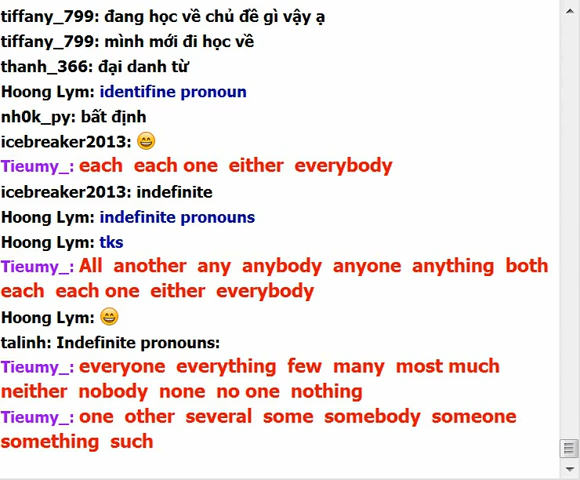 tiffany_799: đang học về chủ đề gì vậy ạ
tiffany_799: mình mới đi học về
thanh_366: đại danh từ
Hoong Lym: identifine pronoun
nh0k_py: bất định
icebreaker2013: 😄
Tieumy_: each each one either everybody
icebreaker2013: indefinite
Hoong Lym: indefinite pronouns
Hoong Lym: tks
Tieumy_: All another any anybody anyone anything both
each each one either everybody
Hoong Lym: 😄
talinh: Indefinite pronouns:
Tieumy_: everyone everything few many most much
neither nobody none no one nothing
Tieumy_: one other several some somebody someone
something such